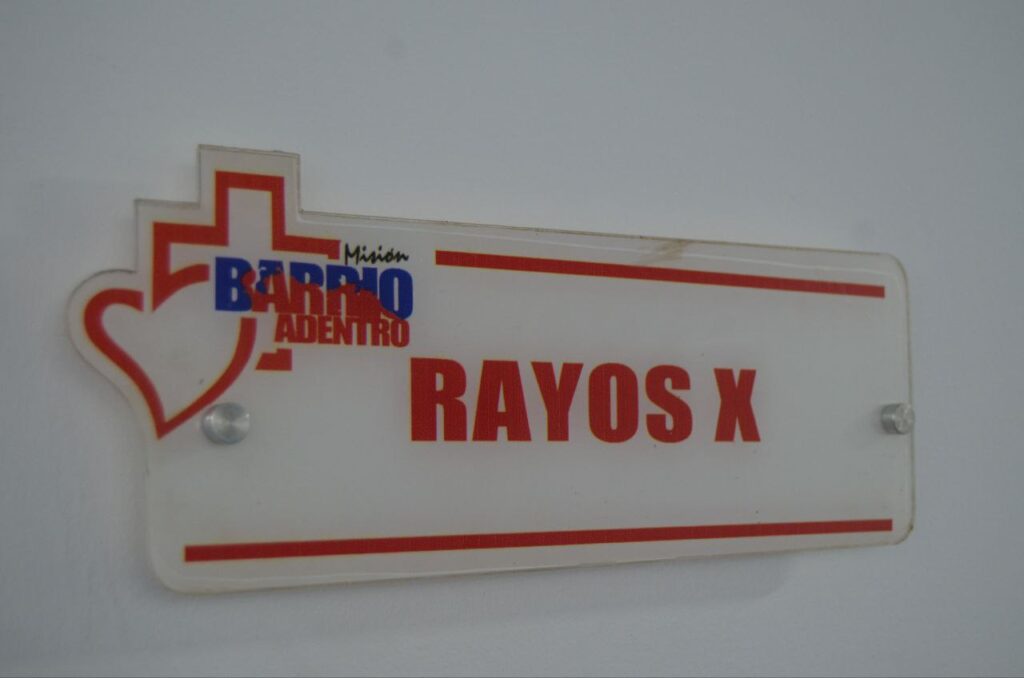 Misión
BARRIO
ADENTRO
RAYOS X